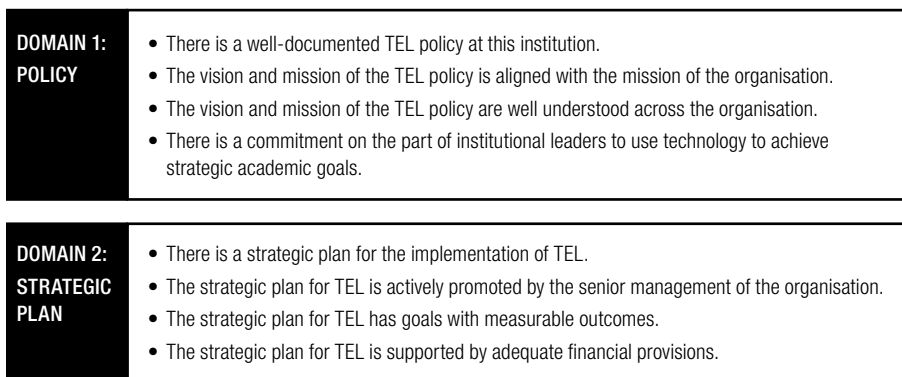 DOMAIN 1:
POLICY
• There is a well-documented TEL policy at this institution.
• The vision and mission of the TEL policy is aligned with the mission of the organisation.
• The vision and mission of the TEL policy are well understood across the organisation.
• There is a commitment on the part of institutional leaders to use technology to achieve
strategic academic goals.
DOMAIN 2:
STRATEGIC
PLAN
• There is a strategic plan for the implementation of TEL.
• The strategic plan for TEL is actively promoted by the senior management of the organisation.
• The strategic plan for TEL has goals with measurable outcomes.
• The strategic plan for TEL is supported by adequate financial provisions.